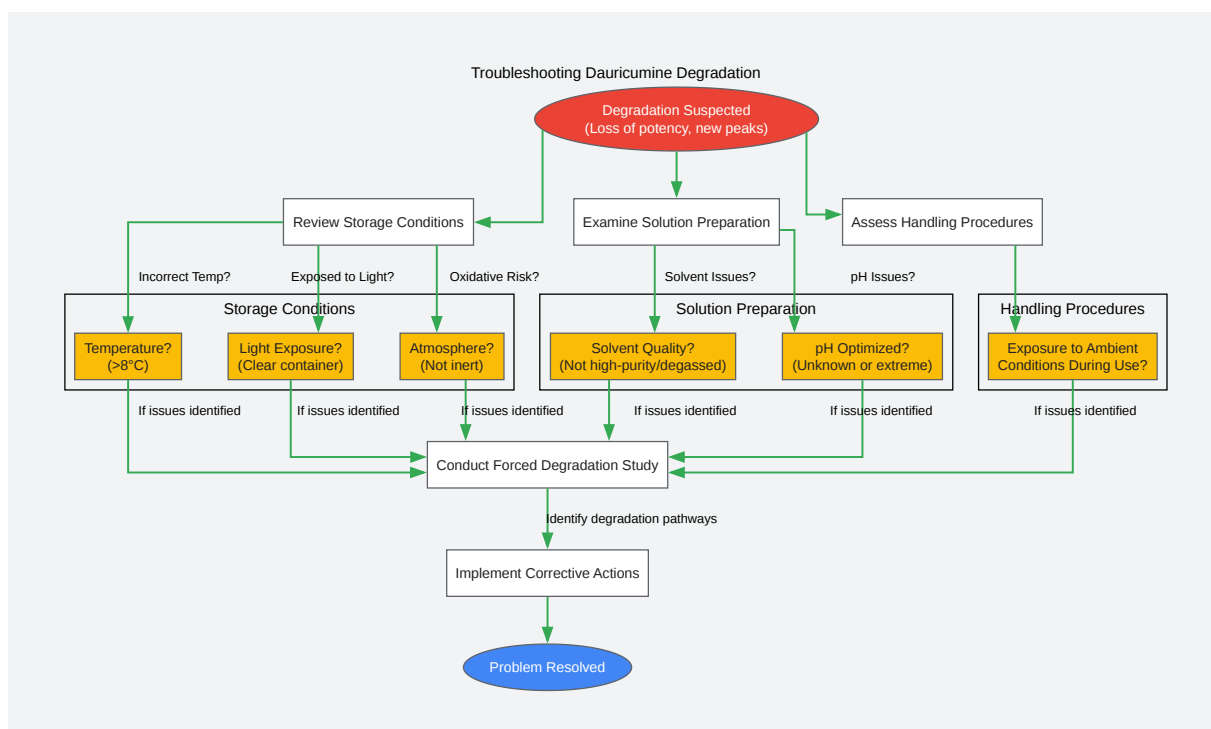 Troubleshooting Dauricumine Degradation
Degradation Suspected
(Loss of potency, new peaks)
Review Storage Conditions
Examine Solution Preparation
Assess Handling Procedures
Incorrect Temp?
Exposed to Light?
Oxidative Risk?
Solvent Issues?
pH Issues?
Storage Conditions
Solution Preparation
Handling Procedures
Temperature?
(>8°C)
Light Exposure?
(Clear container)
Atmosphere?
(Not inert)
Solvent Quality?
(Not high-purity/degassed)
pH Optimized?
(Unknown or extreme)
Exposure to Ambient
Conditions During Use?
If issues identified
If issues identified
If issues identified
If issues identified
If issues identified
If issues identified
Conduct Forced Degradation Study
Identify degradation pathways
Implement Corrective Actions
Problem Resolved